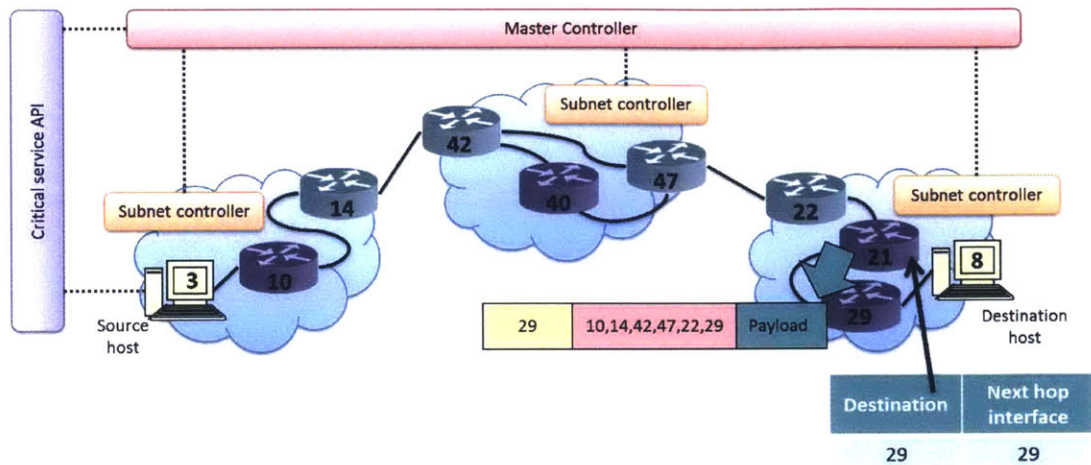 Master Controller
Critical service API
Subnet controller
42
Subnet controller
14
40
47
22
Subnet controller
3
10
21
8
29
Source
host
29
10,14,42,47,22,29
Payload
Destination
host
Destination
Next hop
interface
29
29